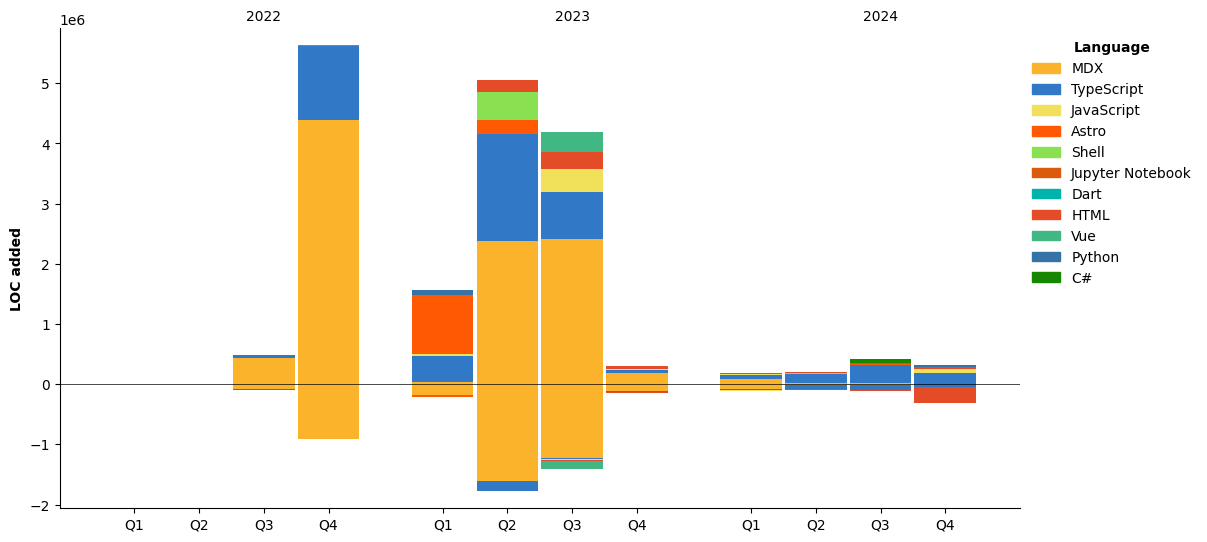 1e6
2022
2023
2024
LOC added
5
4
3
2
1
0
−1
−2
Q1
Q2
Q3
Q4
Q1
Q2
Q3
Q4
Q1
Q2
Q3
Q4
Language
MDX
TypeScript
JavaScript
Astro
Shell
Jupyter Notebook
Dart
HTML
Vue
Python
C#